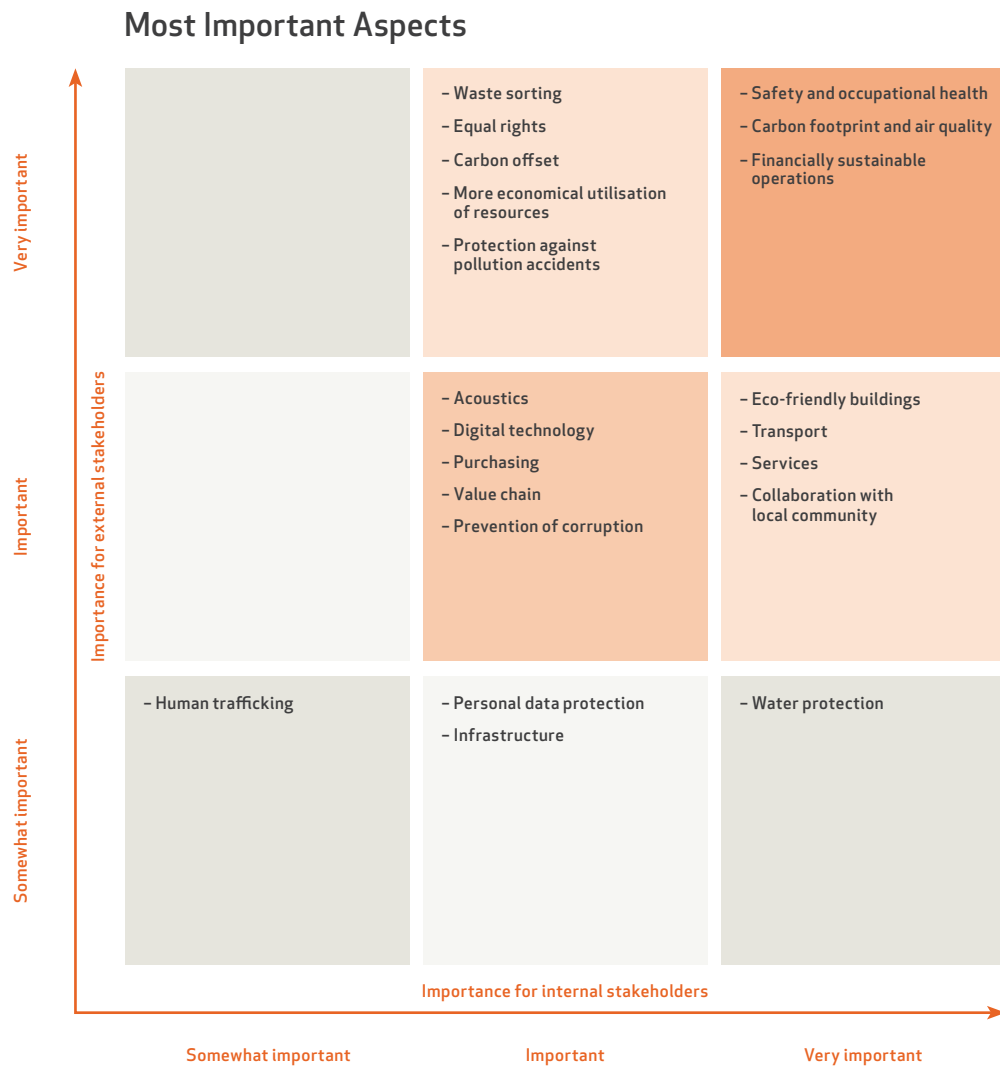 Most Important Aspects
Very important
Important
Somewhat important
Importance for external stakeholders
– Waste sorting
– Equal rights
– Carbon offset
– More economical utilisation
of resources
– Protection against
pollution accidents
– Safety and occupational health
– Carbon footprint and air quality
– Financially sustainable
operations
– Acoustics
– Digital technology
– Purchasing
– Value chain
– Prevention of corruption
– Eco-friendly buildings
– Transport
– Services
– Collaboration with
local community
– Human trafficking
– Personal data protection
– Infrastructure
– Water protection
Importance for internal stakeholders
Somewhat important
Important
Very important